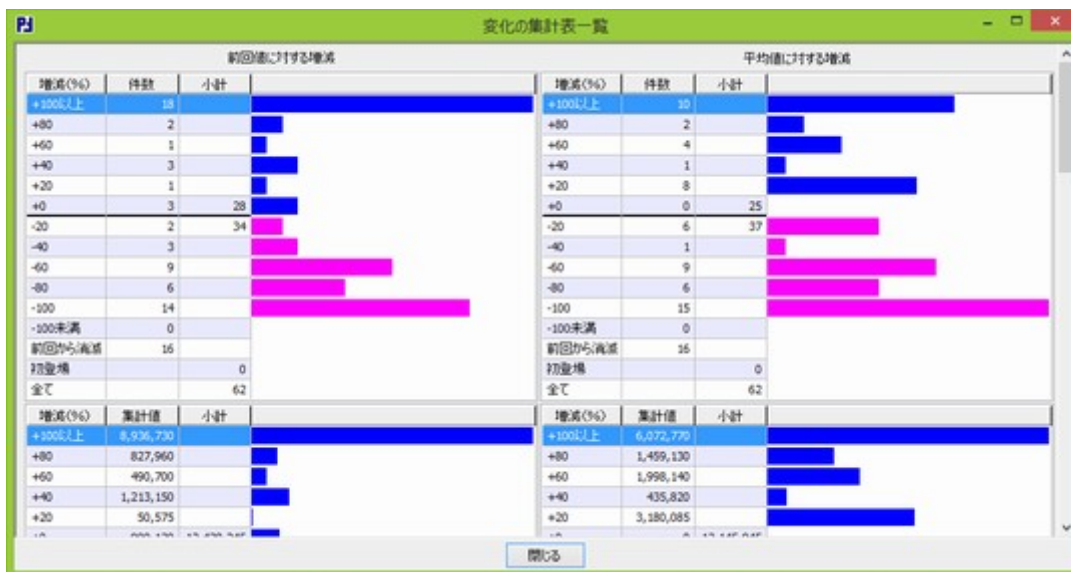 変化の集計表一覧
前回値に対する増減
増減(%) 件数 小計
+100以上 18
+80 2
+60 1
+40 3
+20 1
+0 3 28
-20 2 34
-40 3
-60 9
-80 6
-100 14
-100未満 0
前回から消滅 16
初登場 0
全て 62
増減(%) 集計値 小計
+100以上 8,936,730
+80 827,960
+60 490,700
+40 1,213,150
+20 50,575
平均値に対する増減
増減(%) 件数 小計
+100以上 10
+80 2
+60 4
+40 1
+20 8
+0 0 25
-20 6 37
-40 1
-60 9
-80 6
-100 15
-100未満 0
前回から消滅 16
初登場 0
全て 62
増減(%) 集計値 小計
+100以上 6,072,770
+80 1,459,130
+60 1,998,140
+40 435,820
+20 3,180,085
閉じる